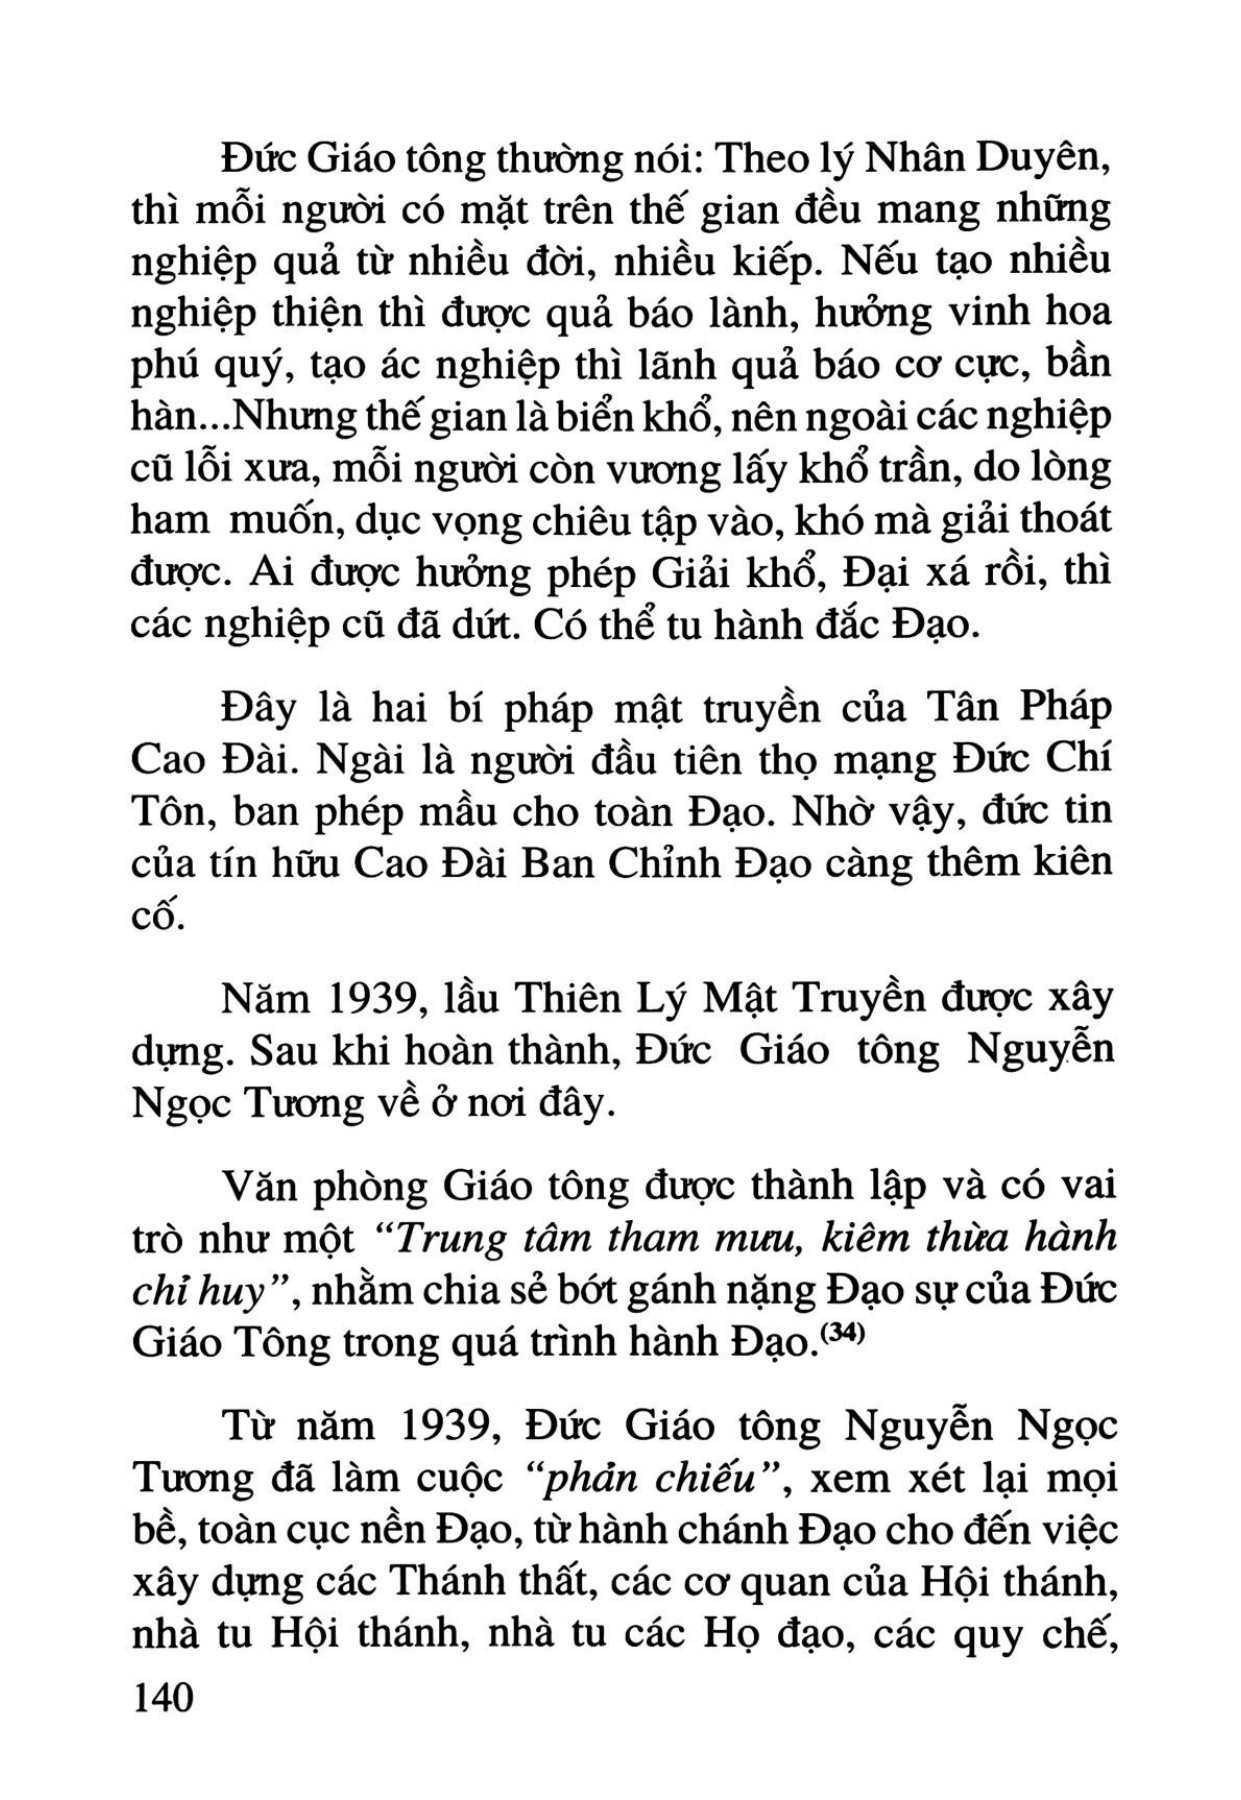 Đức Giáo tông thường nói: Theo lý Nhân Duyên,
thì mỗi người có mặt trên thế gian đều mang những
nghiệp quả từ nhiều đời, nhiều kiếp. Nếu tạo nhiều
nghiệp thiện thì được quả báo lành, hưởng vinh hoa
phú quý, tạo ác nghiệp thì lãnh quả báo cơ cực, bần
hàn...Nhưng thế gian là biển khổ, nên ngoài các nghiệp
cũ lỗi xưa, mỗi người còn vương lấy khổ trần, do lòng
ham muốn, dục vọng chiêu tập vào, khó mà giải thoát
được. Ai được hưởng phép Giải khổ, Đại xá rồi, thì
các nghiệp cũ đã dứt. Có thể tu hành đắc Đạo.
Đây là hai bí pháp mật truyền của Tân Pháp
Cao Đài. Ngài là người đầu tiên thọ mạng Đức Chí
Tôn, ban phép mầu cho toàn Đạo. Nhờ vậy, đức tin
của tín hữu Cao Đài Ban Chỉnh Đạo càng thêm kiên
cố.
Năm 1939, lầu Thiên Lý Mật Truyền được xây
dựng. Sau khi hoàn thành, Đức Giáo tông Nguyễn
Ngọc Tương về ở nơi đây.
Văn phòng Giáo tông được thành lập và có vai
trò như một “Trung tâm tham mưu, kiêm thừa hành
chỉ huy”, nhằm chia sẻ bớt gánh nặng Đạo sự của Đức
Giáo Tông trong quá trình hành Đạo.(34)
Từ năm 1939, Đức Giáo tông Nguyễn Ngọc
Tương đã làm cuộc “phản chiếu”, xem xét lại mọi
bề, toàn cục nền Đạo, từ hành chánh Đạo cho đến việc
xây dựng các Thánh thất, các cơ quan của Hội thánh,
nhà tu Hội thánh, nhà tu các Họ đạo, các quy chế,
140